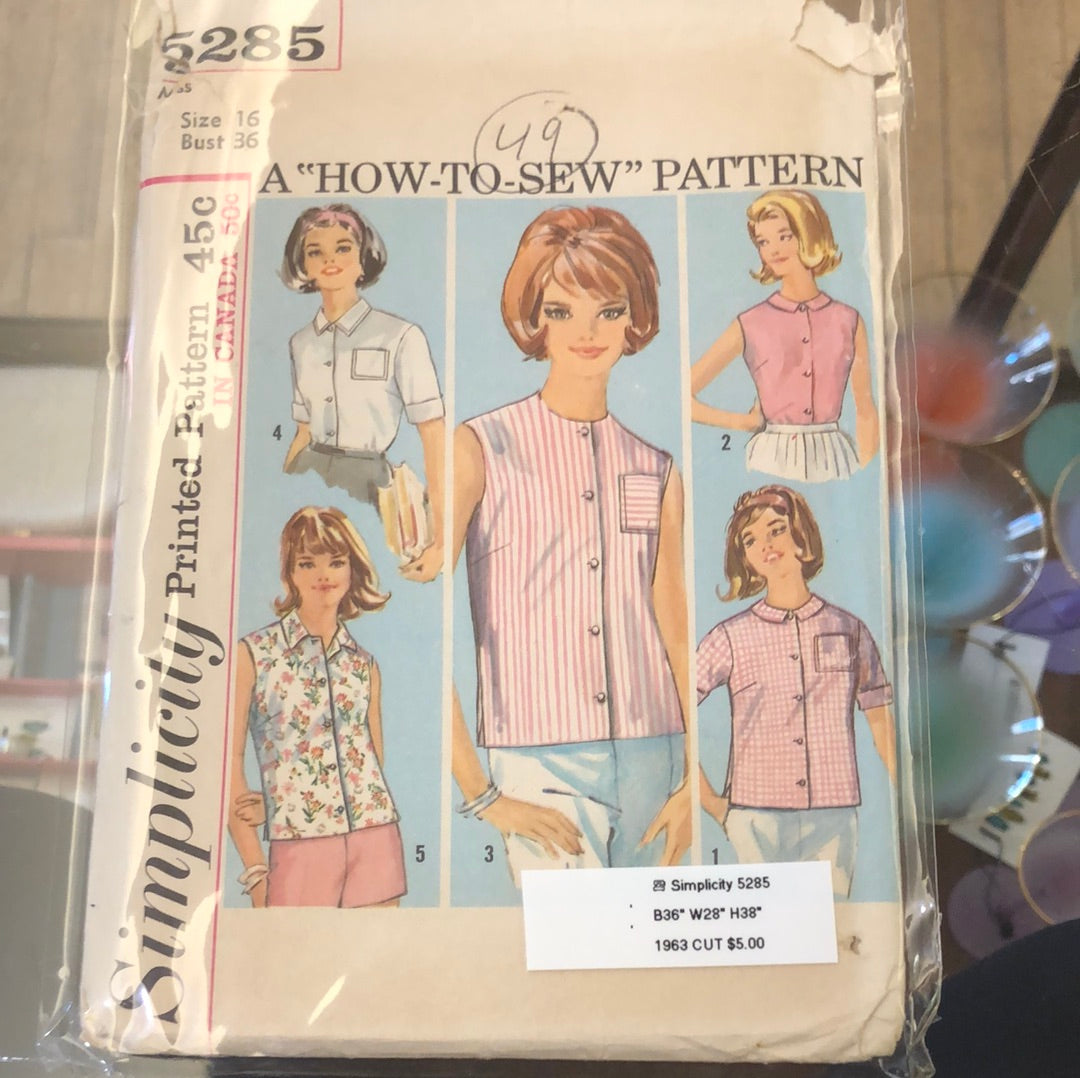 5285
Miss
Size 16
Bust 36
49
A “HOW-TO-SEW” PATTERN
Simplicity Printed Pattern 45c
IN CANADA 50c
4
2
5
3
1
Simplicity 5285
B36" W28" H38"
1963 CUT $5.00